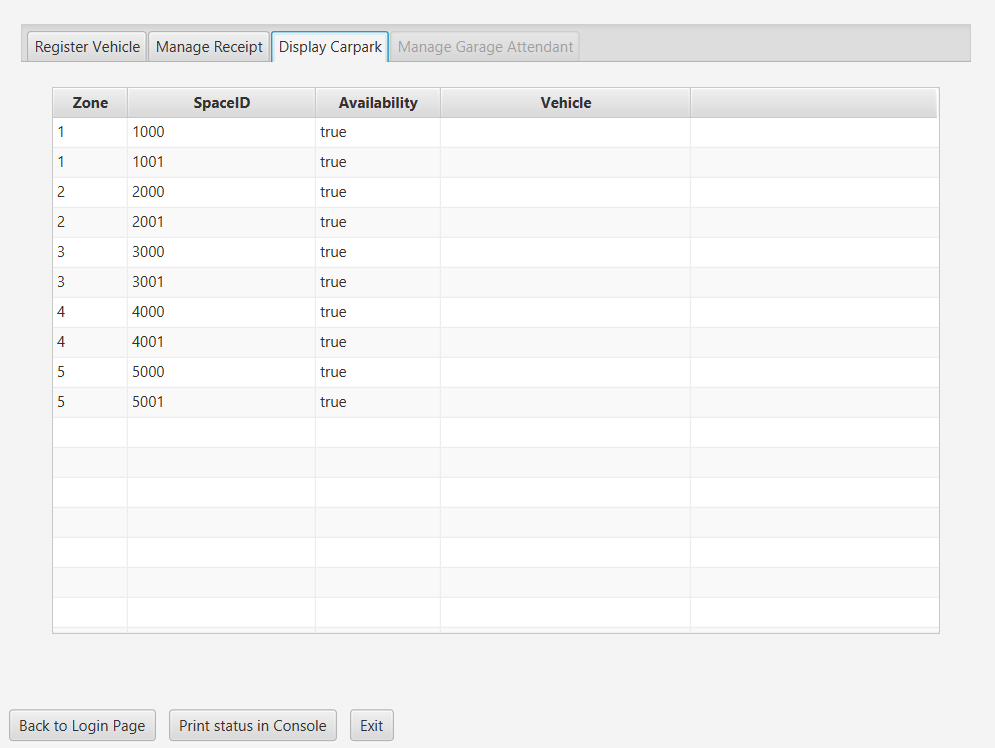 Register Vehicle Manage Receipt Display Carpark Manage Garage Attendant
Zone SpaceID Availability Vehicle
1 1000 true
1 1001 true
2 2000 true
2 2001 true
3 3000 true
3 3001 true
4 4000 true
4 4001 true
5 5000 true
5 5001 true
Back to Login Page Print status in Console Exit